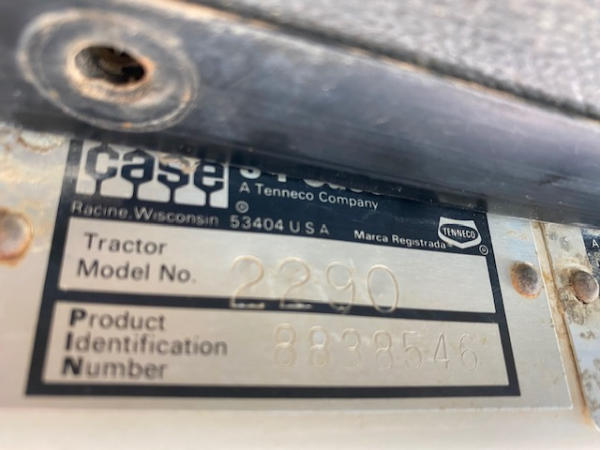 case
A Tenneco Company
Racine, Wisconsin 53404 U S A
Marca Registrada
TENNECO
®
Tractor
Model No. 2290
Product
Identification
Number
8838546